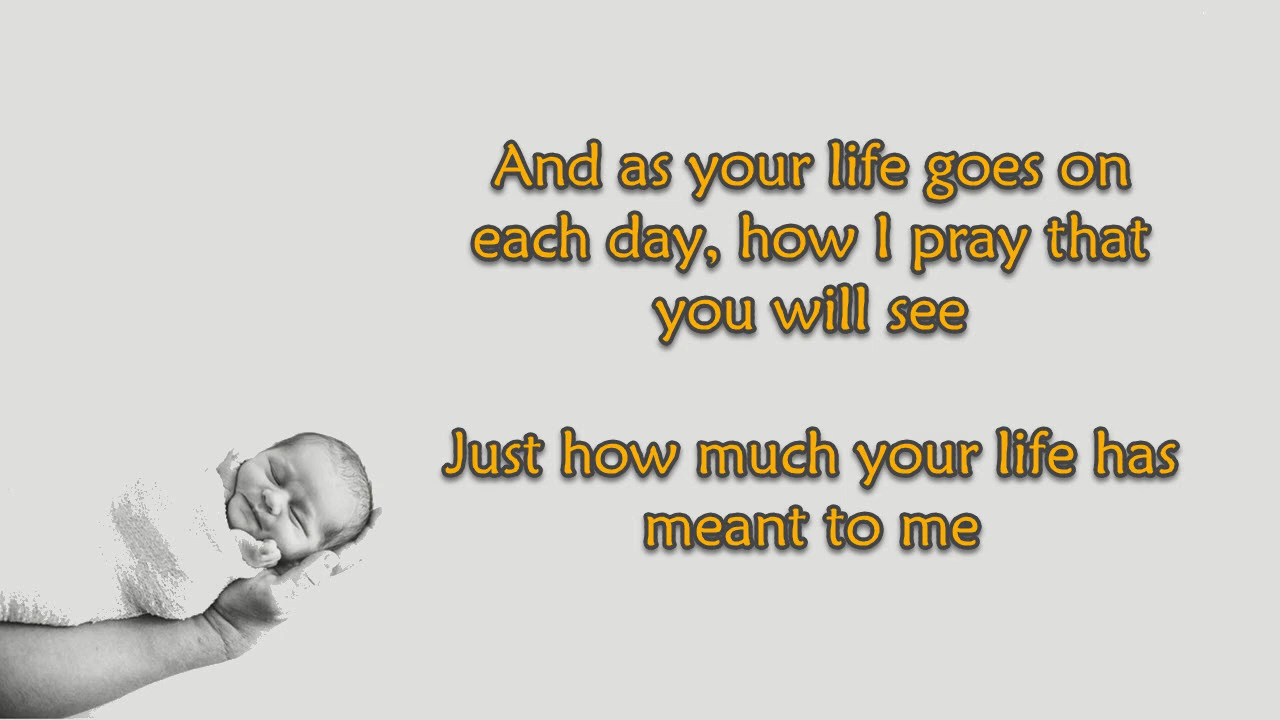 And as your life goes on
each day, how I pray that
you will see
Just how much your life has
meant to me